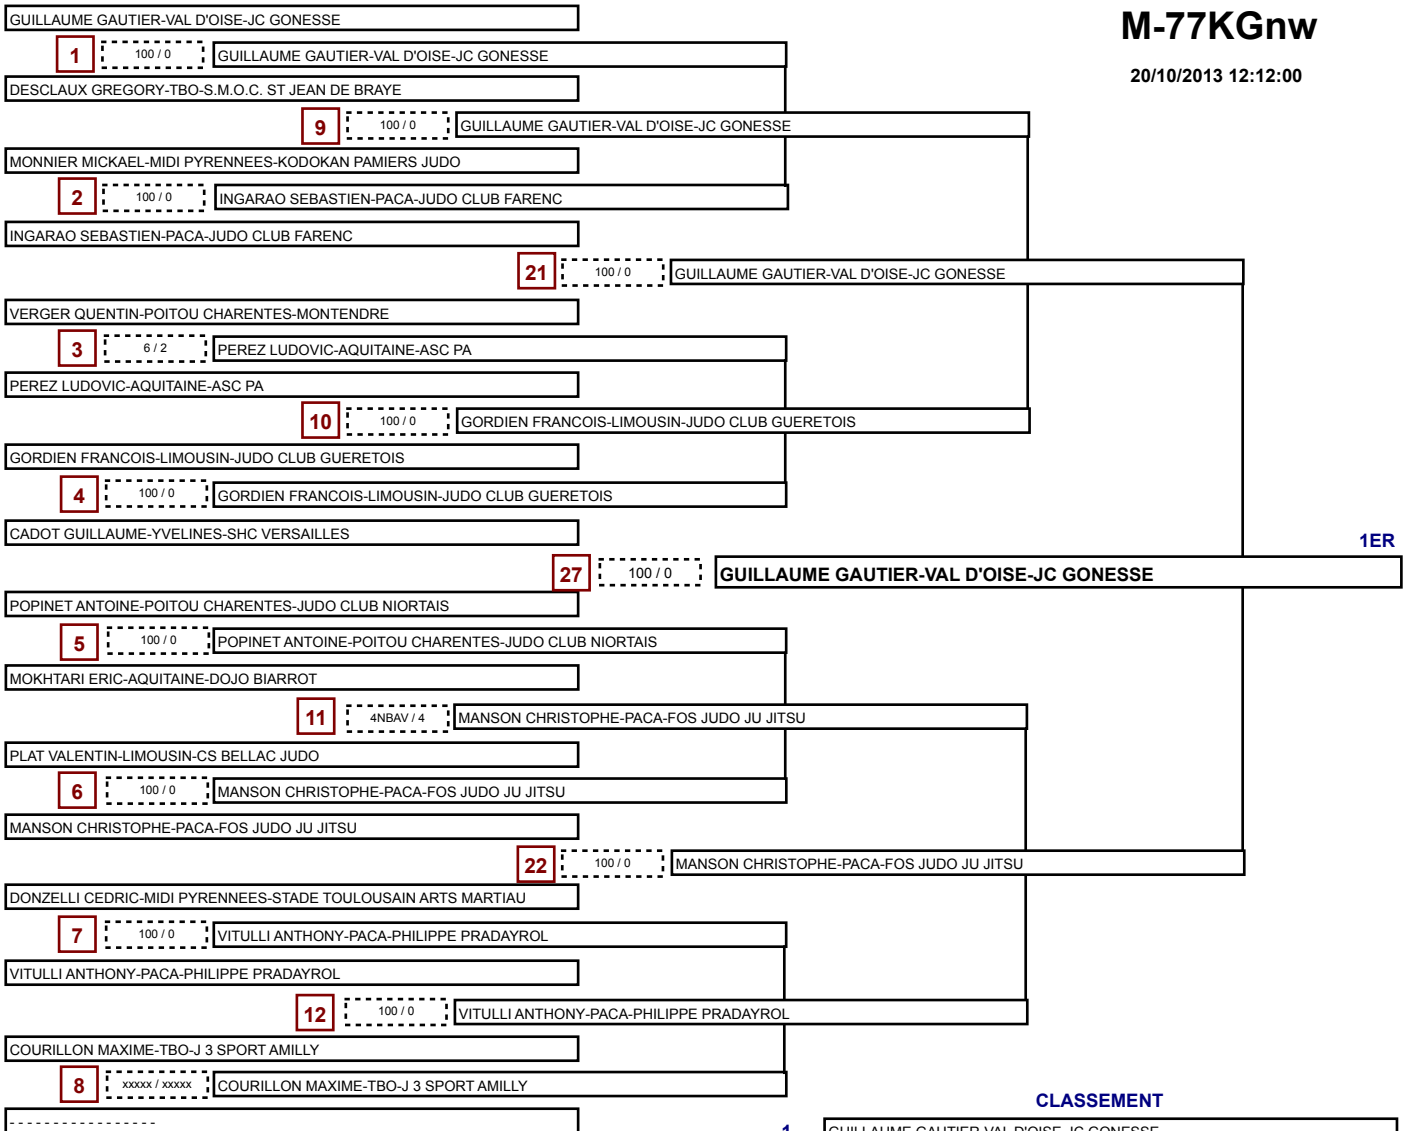 GUILLAUME GAUTIER-VAL D'OISE-JC GONESSE
M-77KGnw
1 100 / 0 GUILLAUME GAUTIER-VAL D'OISE-JC GONESSE
20/10/2013 12:12:00
DESCLAUX GREGORY-TBO-S.M.O.C. ST JEAN DE BRAYE
9 100 / 0 GUILLAUME GAUTIER-VAL D'OISE-JC GONESSE
MONNIER MICKAEL-MIDI PYRENNEES-KODOKAN PAMIERS JUDO
2 100 / 0 INGARAO SEBASTIEN-PACA-JUDO CLUB FARENC
INGARAO SEBASTIEN-PACA-JUDO CLUB FARENC
21 100 / 0 GUILLAUME GAUTIER-VAL D'OISE-JC GONESSE
VERGER QUENTIN-POITOU CHARENTES-MONTENDRE
3 6 / 2 PEREZ LUDOVIC-AQUITAINE-ASC PA
PEREZ LUDOVIC-AQUITAINE-ASC PA
10 100 / 0 GORDIEN FRANCOIS-LIMOUSIN-JUDO CLUB GUERETOIS
GORDIEN FRANCOIS-LIMOUSIN-JUDO CLUB GUERETOIS
4 100 / 0 GORDIEN FRANCOIS-LIMOUSIN-JUDO CLUB GUERETOIS
CADOT GUILLAUME-YVELINES-SHC VERSAILLES
1ER
27 100 / 0 GUILLAUME GAUTIER-VAL D'OISE-JC GONESSE
POPINET ANTOINE-POITOU CHARENTES-JUDO CLUB NIORTAIS
5 100 / 0 POPINET ANTOINE-POITOU CHARENTES-JUDO CLUB NIORTAIS
MOKHTARI ERIC-AQUITAINE-DOJO BIARROT
11 4NBAV / 4 MANSON CHRISTOPHE-PACA-FOS JUDO JU JITSU
PLAT VALENTIN-LIMOUSIN-CS BELLAC JUDO
6 100 / 0 MANSON CHRISTOPHE-PACA-FOS JUDO JU JITSU
MANSON CHRISTOPHE-PACA-FOS JUDO JU JITSU
22 100 / 0 MANSON CHRISTOPHE-PACA-FOS JUDO JU JITSU
DONZELLI CEDRIC-MIDI PYRENNEES-STADE TOULOUSAIN ARTS MARTIAU
7 100 / 0 VITULLI ANTHONY-PACA-PHILIPPE PRADAYROL
VITULLI ANTHONY-PACA-PHILIPPE PRADAYROL
12 100 / 0 VITULLI ANTHONY-PACA-PHILIPPE PRADAYROL
COURILLON MAXIME-TBO-J 3 SPORT AMILLY
8 xxxxx / xxxxx COURILLON MAXIME-TBO-J 3 SPORT AMILLY
CLASSEMENT
- - - - - - - - - - - - - - - - -
1 GUILLAUME GAUTIER-VAL D'OISE-JC GONESSE